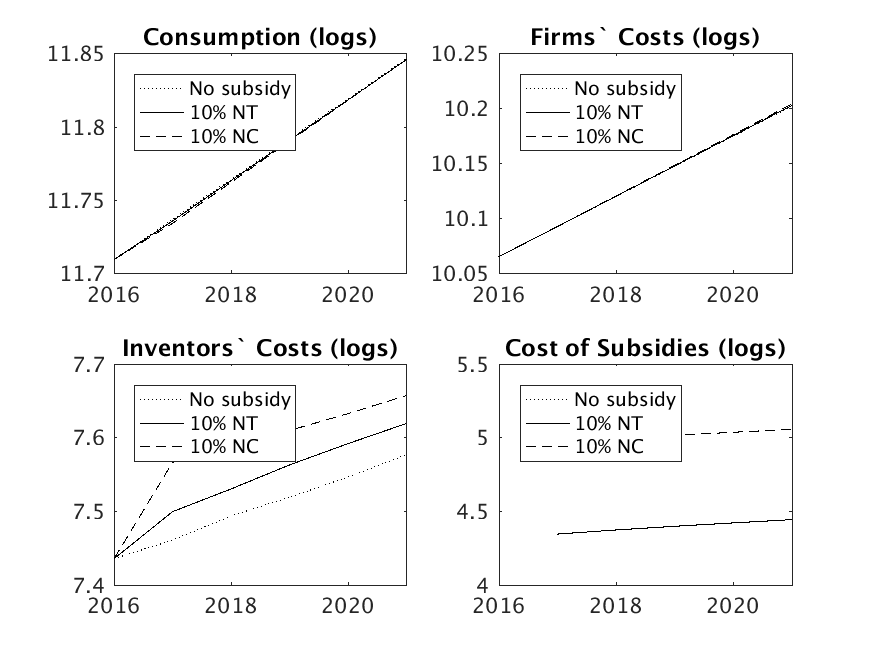 Consumption (logs)
11.85
11.8
11.75
11.7
No subsidy
10% NT
10% NC
2016 2018 2020
Firms` Costs (logs)
10.25
10.2
10.15
10.1
10.05
No subsidy
10% NT
10% NC
2016 2018 2020
Inventors` Costs (logs)
7.7
7.6
7.5
7.4
No subsidy
10% NT
10% NC
2016 2018 2020
Cost of Subsidies (logs)
5.5
5
4.5
4
No subsidy
10% NT
10% NC
2016 2018 2020